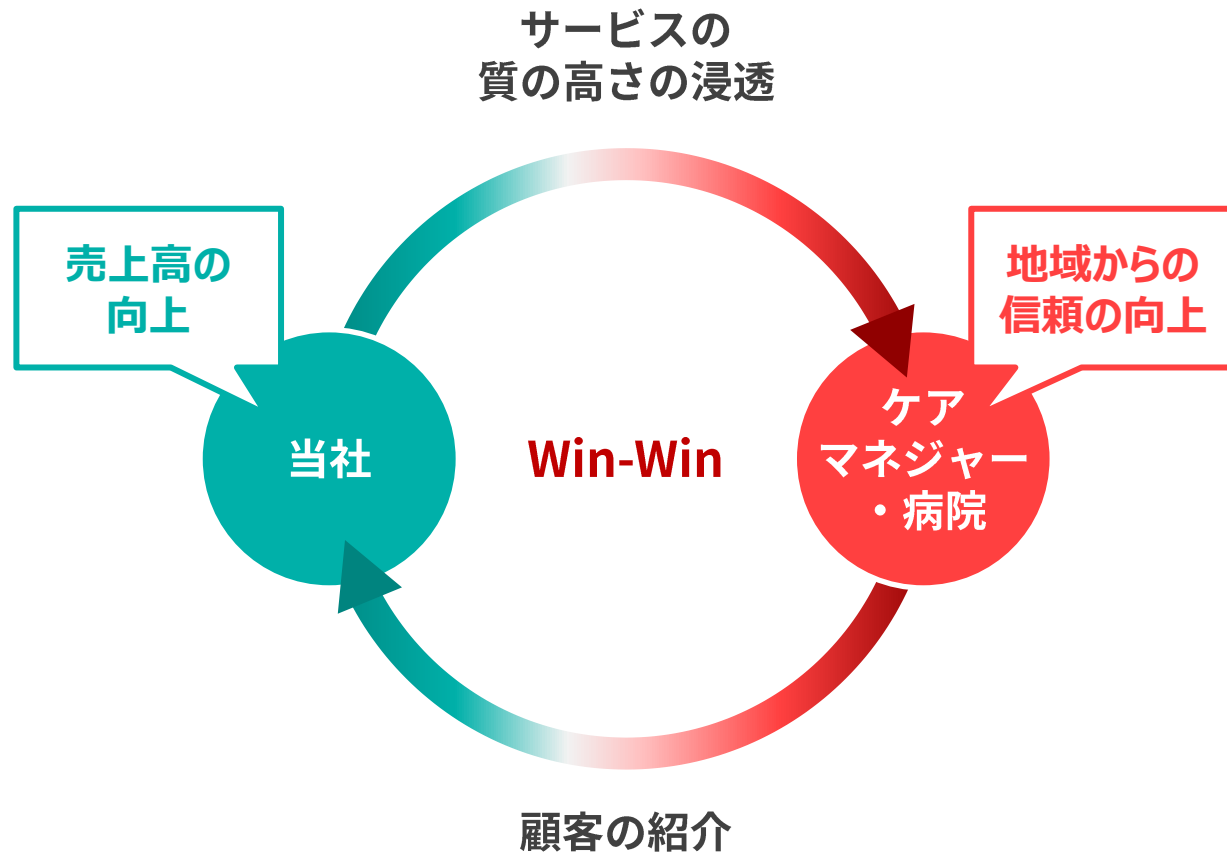 サービスの
質の高さの浸透
売上高の
向上
地域からの
信頼の向上
当社
Win-Win
ケア
マネジャー
・病院
顧客の紹介